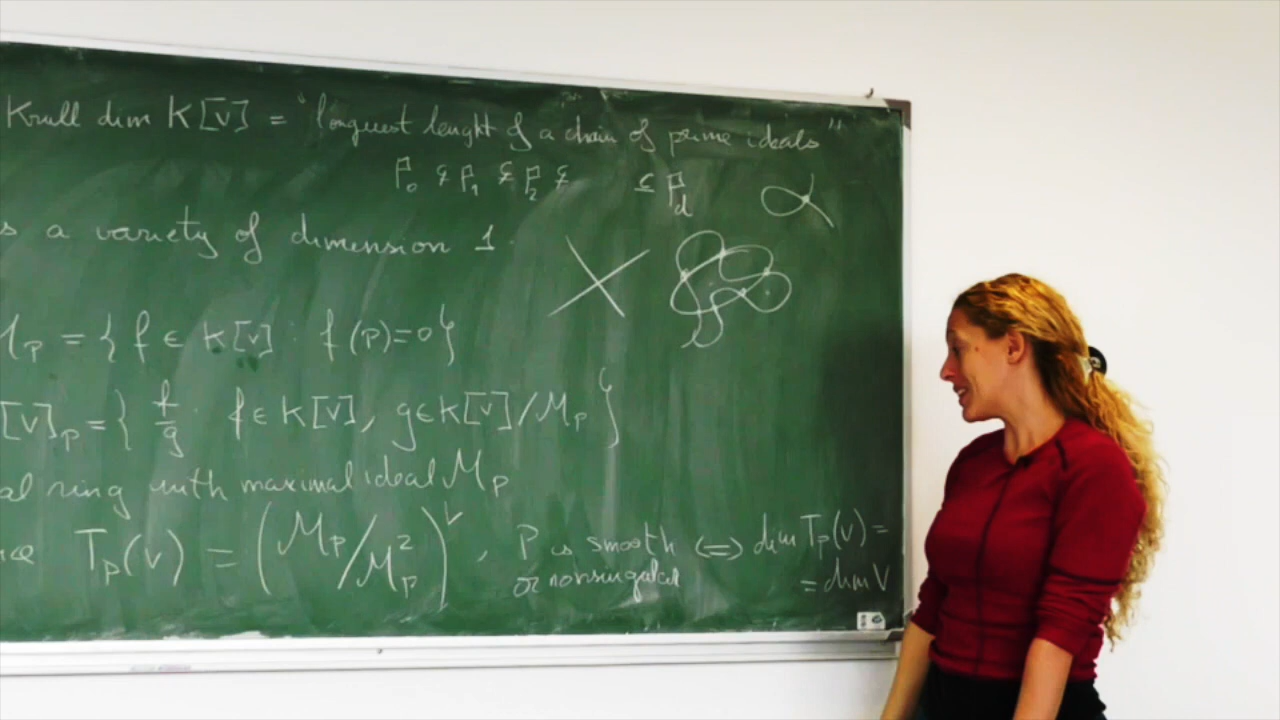 Krull dim K[V] = "longuest lenght of a chain of prime ideals"
P₀ ⊊ P₁ ⊊ P₂ ⊊ ⊆ P_d
s a variety of dimension 1.
M_P = { f ∈ K[V] f(P)=0 }
[V]_P = { f/g . f ∈ K[V], g ∈ K[V]/M_P }
al ring with maximal ideal M_P
T_P(V) = (M_P/M_P²)^∨, P is smooth ⟺ dim T_P(V) =
or nonsingular = dim V